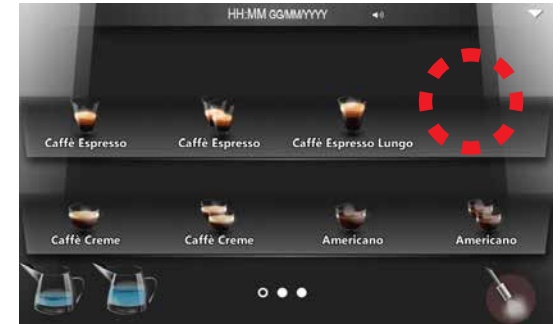 HH:MM GG/MM/YYYY
Caffè Espresso Caffè Espresso Caffè Espresso Lungo
Caffè Creme Caffè Creme Americano Americano